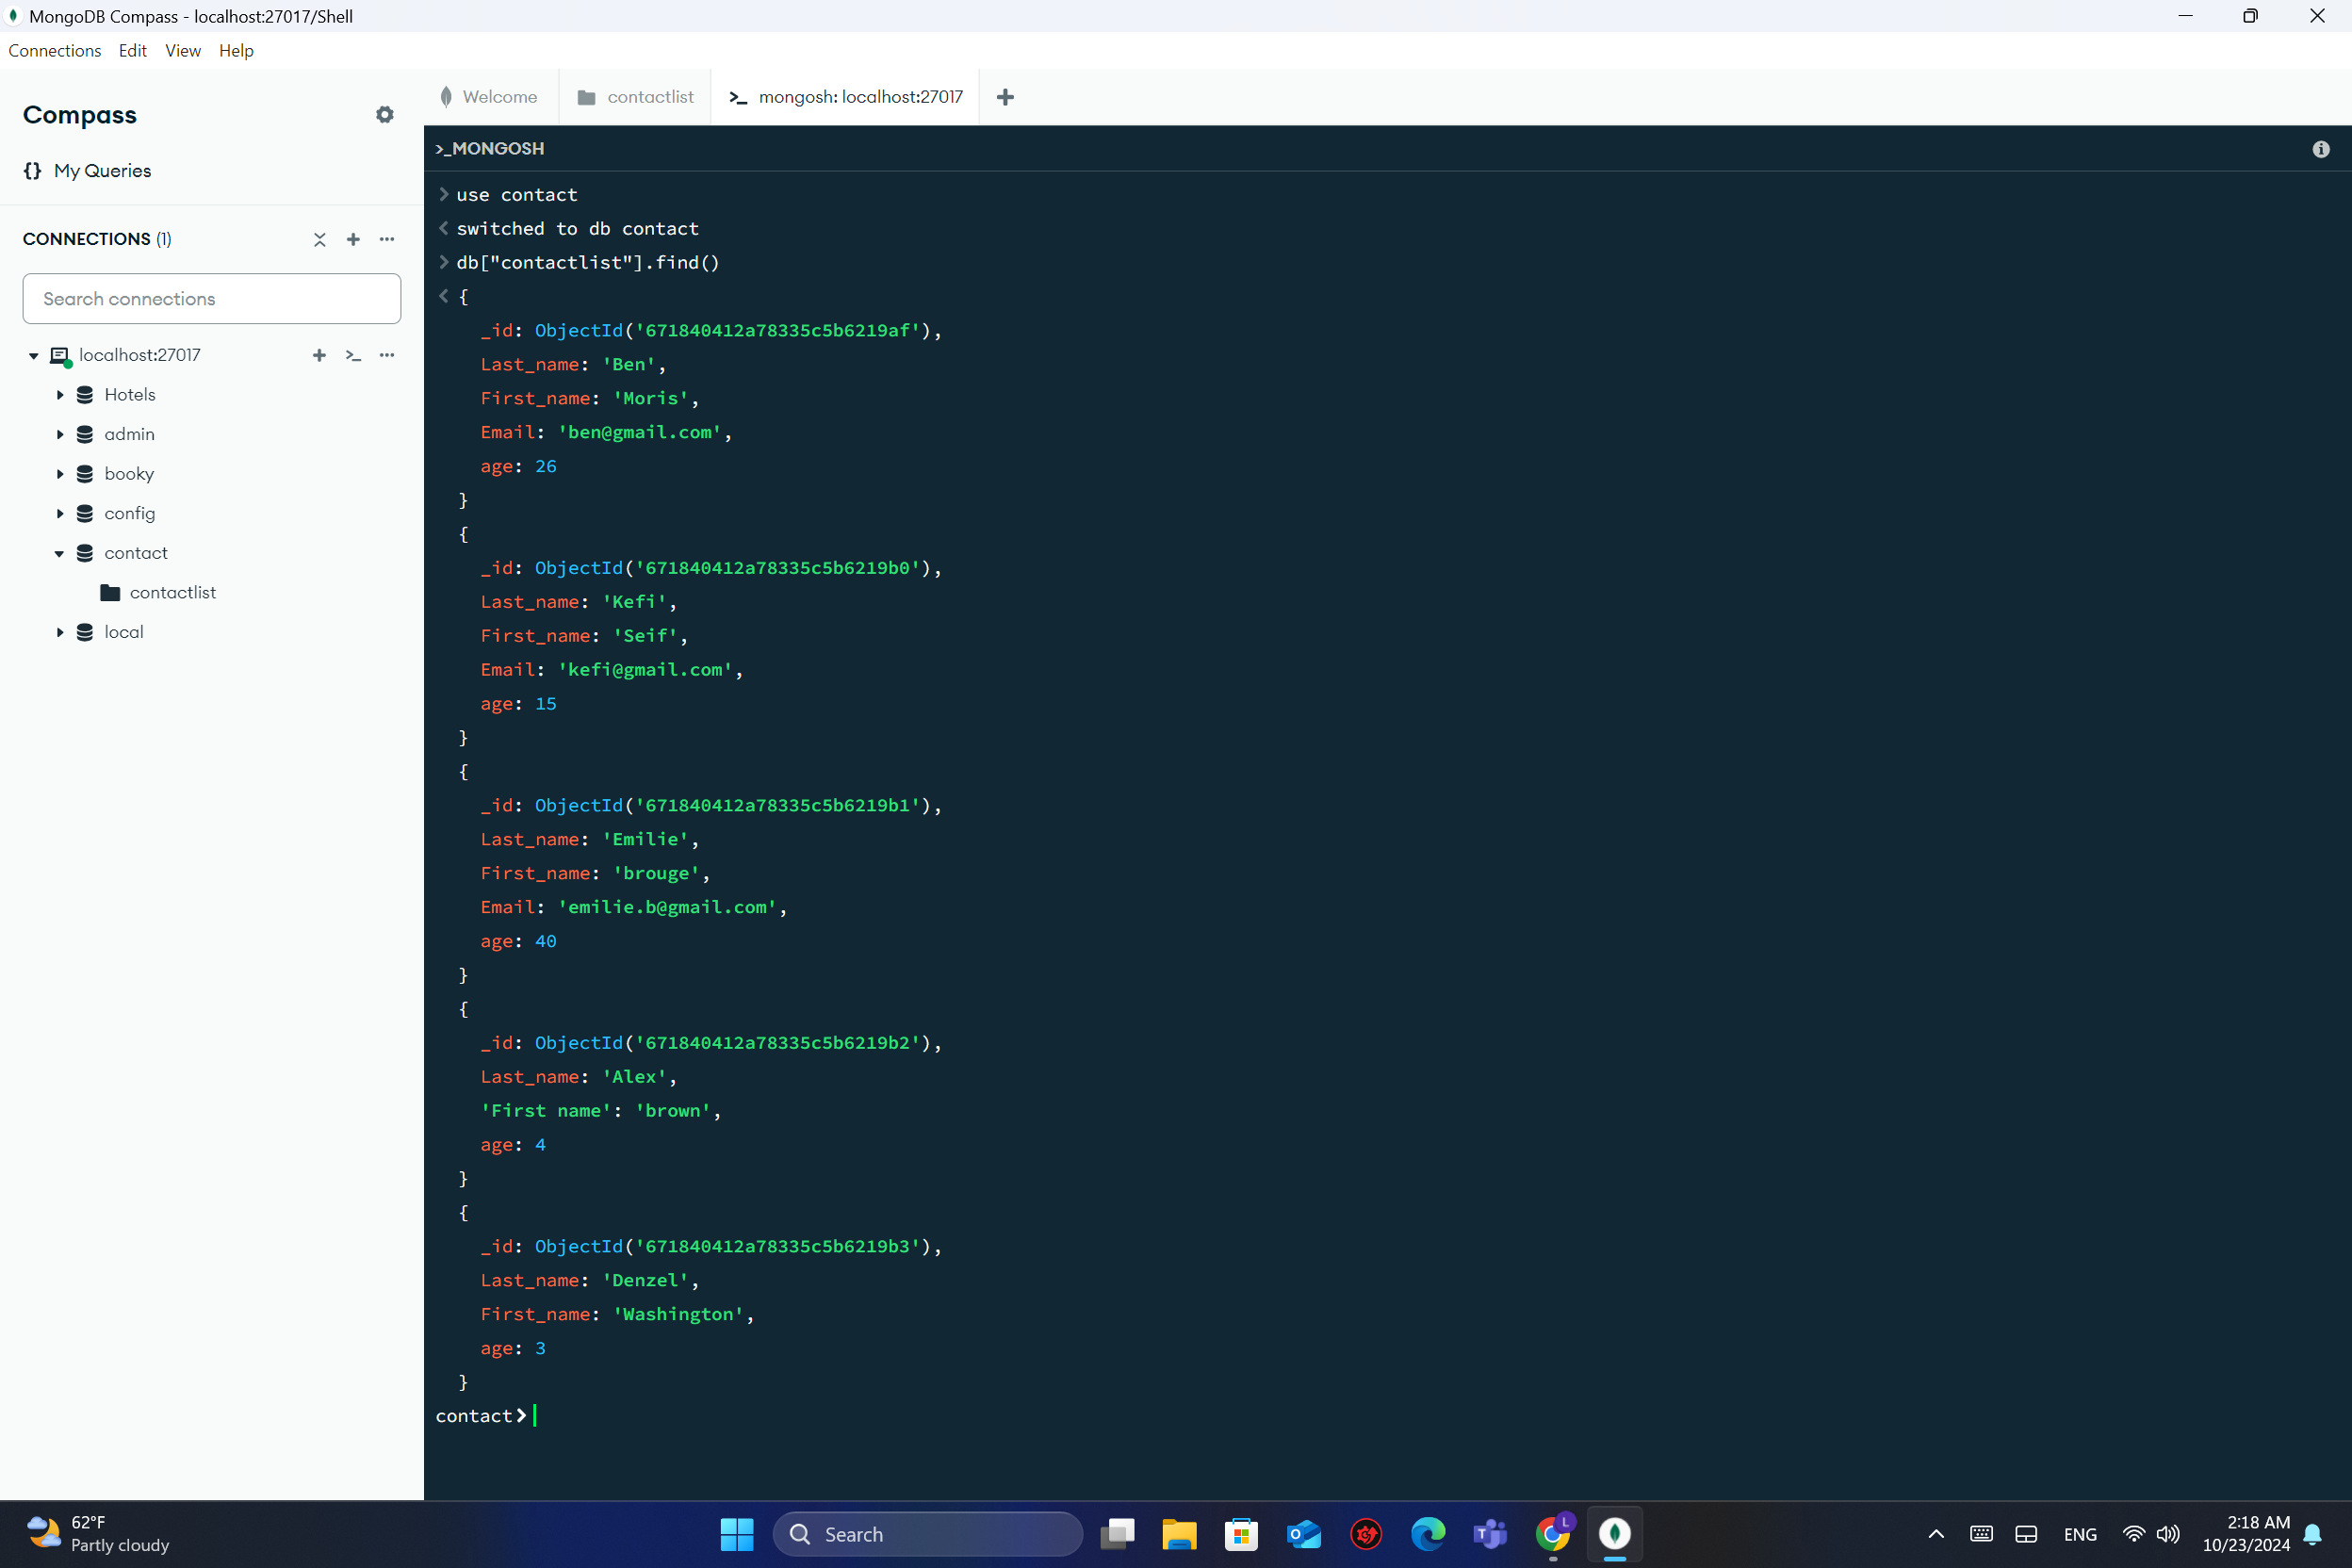 MongoDB Compass - localhost:27017/Shell
Connections Edit View Help
Compass
{} My Queries
CONNECTIONS (1)
Search connections
localhost:27017
Hotels
admin
booky
config
contact
contactlist
local
Welcome contactlist >_ mongosh: localhost:27017
>_MONGOSH
> use contact
< switched to db contact
> db["contactlist"].find()
< {
_id: ObjectId('671840412a78335c5b6219af'),
Last_name: 'Ben',
First_name: 'Moris',
Email: 'ben@gmail.com',
age: 26
}
{
_id: ObjectId('671840412a78335c5b6219b0'),
Last_name: 'Kefi',
First_name: 'Seif',
Email: 'kefi@gmail.com',
age: 15
}
{
_id: ObjectId('671840412a78335c5b6219b1'),
Last_name: 'Emilie',
First_name: 'brouge',
Email: 'emilie.b@gmail.com',
age: 40
}
{
_id: ObjectId('671840412a78335c5b6219b2'),
Last_name: 'Alex',
'First name': 'brown',
age: 4
}
{
_id: ObjectId('671840412a78335c5b6219b3'),
Last_name: 'Denzel',
First_name: 'Washington',
age: 3
}
contact>
62°F
Partly cloudy
Search
L
ENG
2:18 AM
10/23/2024